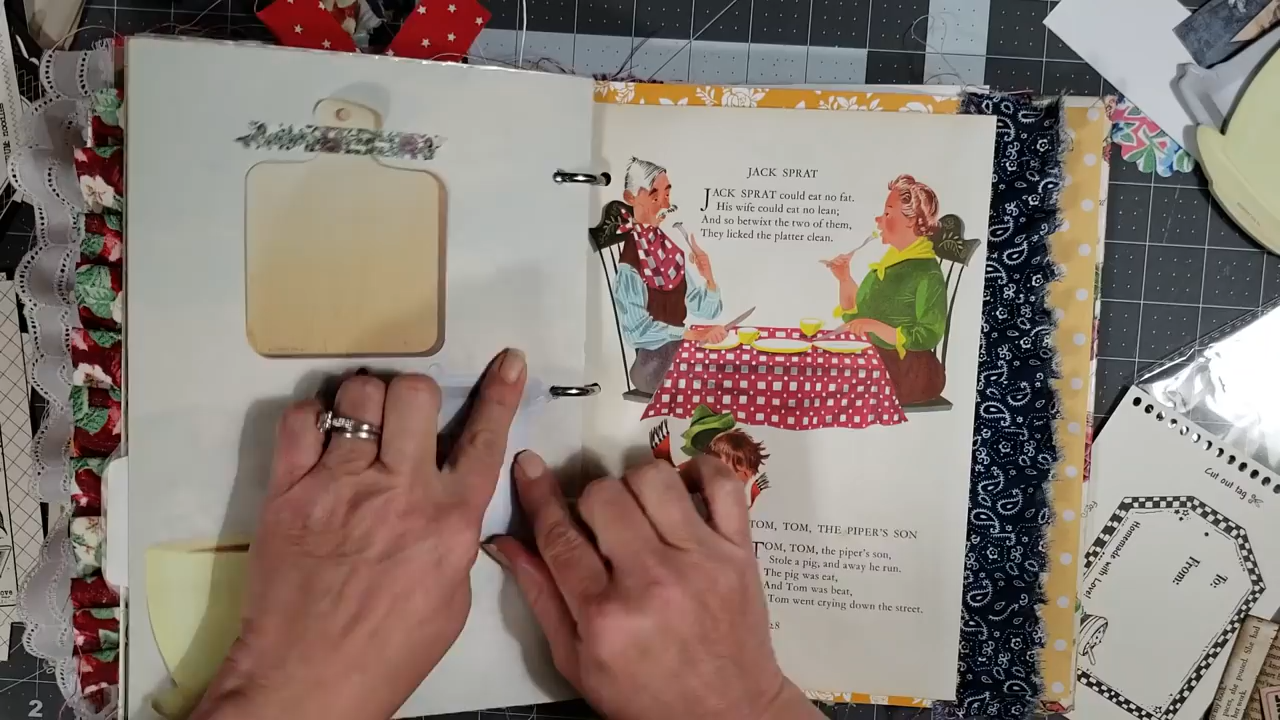 JACK SPRAT
JACK SPRAT could eat no fat.
His wife could eat no lean;
And so betwixt the two of them,
They licked the platter clean.
TOM, TOM, THE PIPER'S SON
TOM, TOM, the piper's son,
Stole a pig, and away he run.
The pig was eat,
And Tom was beat,
Tom went crying down the street.
28
Cut out tag
Homemade with Love!
To:
From:
2